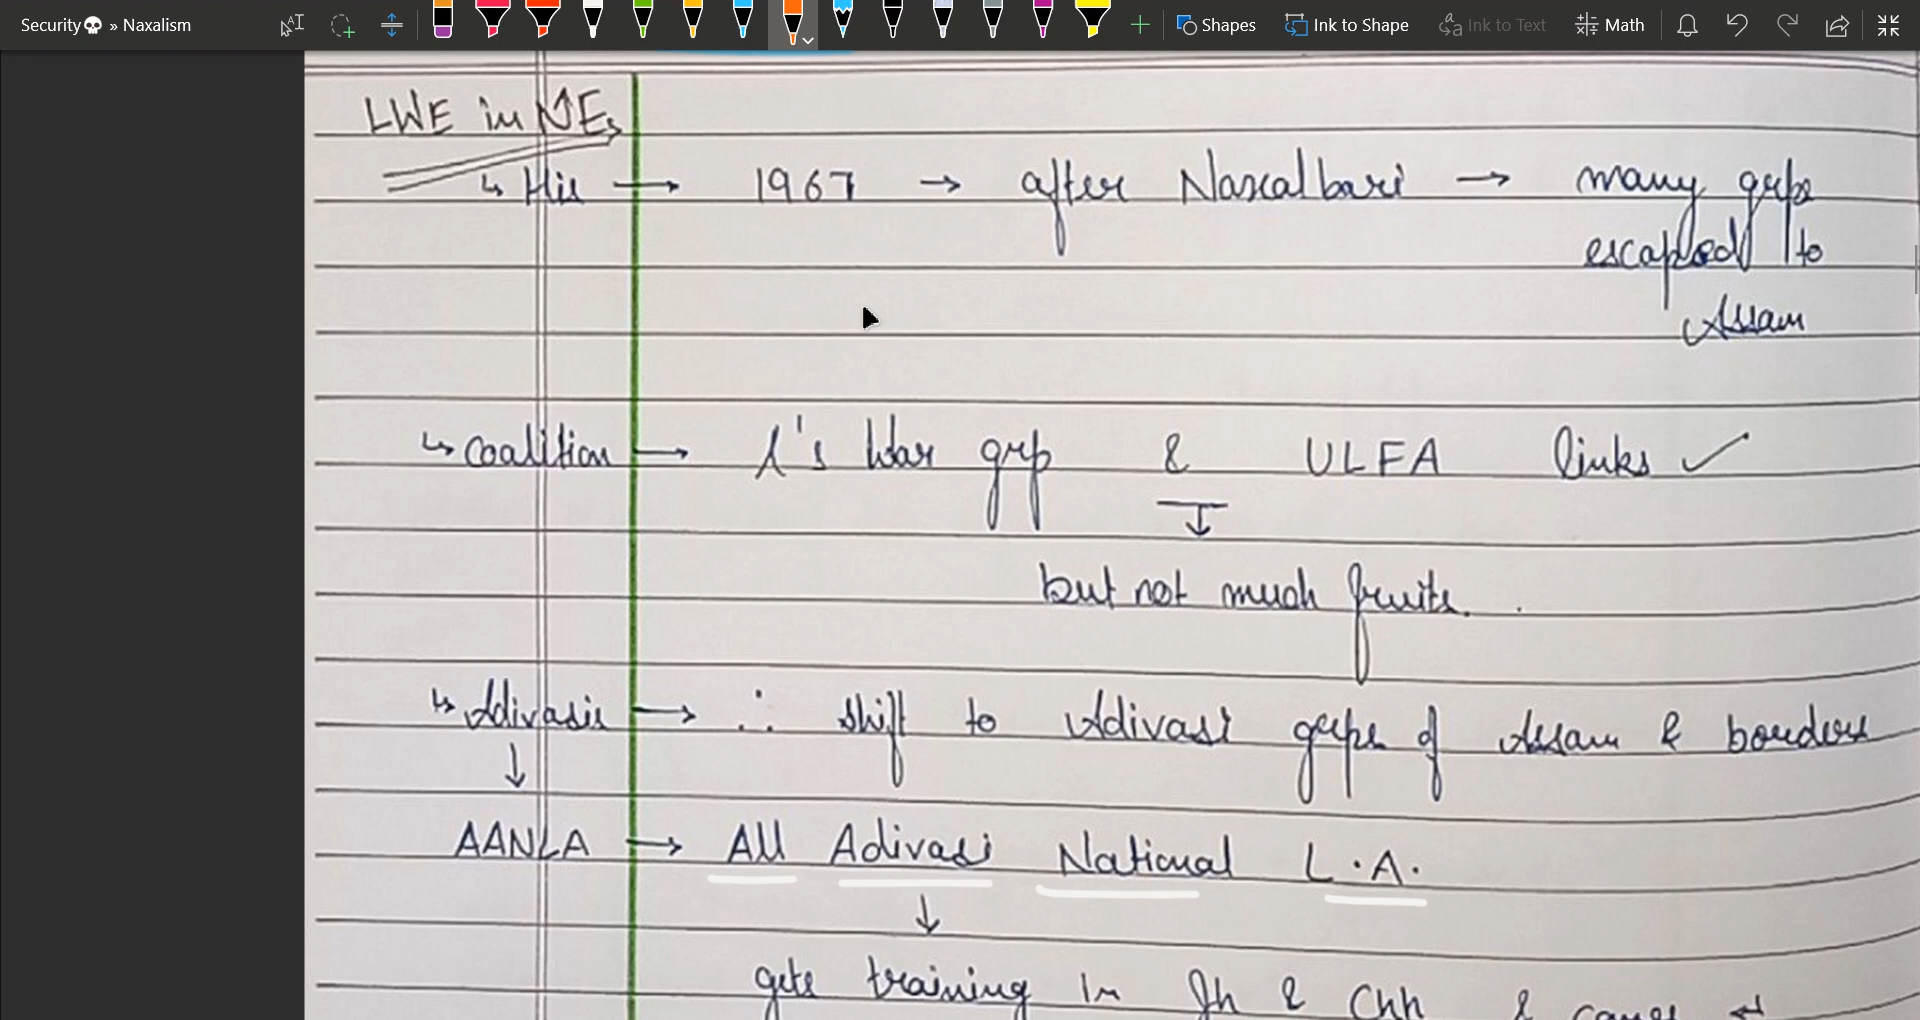 Security💀 » Naxalism
Shapes
Ink to Shape
Ink to Text
Math
LWE in NE
↳ His → 1967 → after Naxalbari → many grps
escaped to
Assam
↳ Coalition → P's War grp & ULFA links ✓
↓
but not much fruits.
↳ Adivasis → ∴ shift to Adivasi grps of Assam & borders
↓
AANLA → All Adivasi National L.A.
↓
gets training in Jh & Chh &